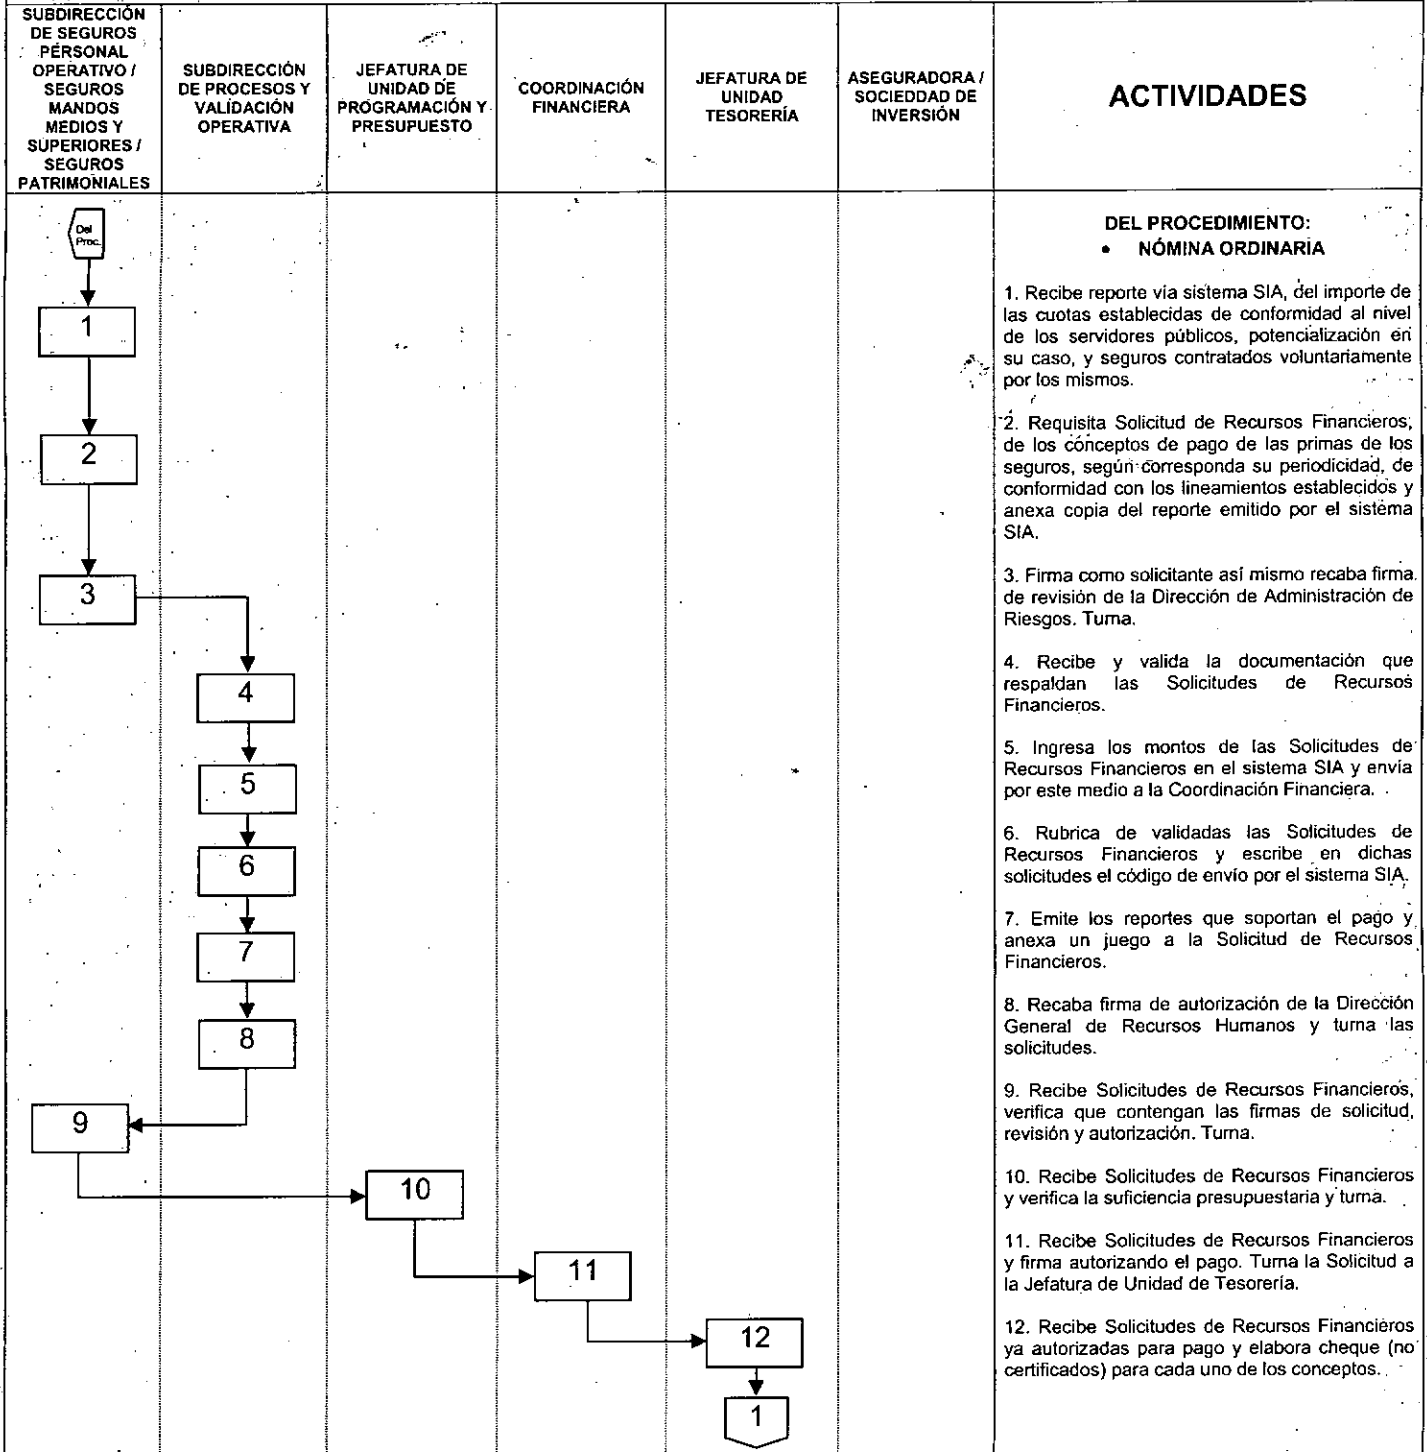 SUBDIRECCIÓN
DE SEGUROS
PERSONAL
OPERATIVO /
SEGUROS
MANDOS
MEDIOS Y
SUPERIORES /
SEGUROS
PATRIMONIALES
SUBDIRECCIÓN
DE PROCESOS Y
VALIDACIÓN
OPERATIVA
JEFATURA DE
UNIDAD DE
PROGRAMACIÓN Y
PRESUPUESTO
COORDINACIÓN
FINANCIERA
JEFATURA DE
UNIDAD
TESORERÍA
ASEGURADORA /
SOCIEDDAD DE
INVERSIÓN
ACTIVIDADES
Del
Proc.
1
2
3
4
5
6
7
8
9
10
11
12
1
DEL PROCEDIMIENTO:
• NÓMINA ORDINARIA
1. Recibe reporte vía sistema SIA, del importe de
las cuotas establecidas de conformidad al nivel
de los servidores públicos, potencialización en
su caso, y seguros contratados voluntariamente
por los mismos.
2. Requisita Solicitud de Recursos Financieros,
de los conceptos de pago de las primas de los
seguros, según corresponda su periodicidad, de
conformidad con los lineamientos establecidos y
anexa copia del reporte emitido por el sistema
SIA.
3. Firma como solicitante así mismo recaba firma
de revisión de la Dirección de Administración de
Riesgos. Turna.
4. Recibe y valida la documentación que
respaldan las Solicitudes de Recursos
Financieros.
5. Ingresa los montos de las Solicitudes de
Recursos Financieros en el sistema SIA y envía
por este medio a la Coordinación Financiera.
6. Rubrica de validadas las Solicitudes de
Recursos Financieros y escribe en dichas
solicitudes el código de envío por el sistema SIA.
7. Emite los reportes que soportan el pago y
anexa un juego a la Solicitud de Recursos
Financieros.
8. Recaba firma de autorización de la Dirección
General de Recursos Humanos y turna las
solicitudes.
9. Recibe Solicitudes de Recursos Financieros,
verifica que contengan las firmas de solicitud,
revisión y autorización. Turna.
10. Recibe Solicitudes de Recursos Financieros
y verifica la suficiencia presupuestaria y turna.
11. Recibe Solicitudes de Recursos Financieros
y firma autorizando el pago. Turna la Solicitud a
la Jefatura de Unidad de Tesorería.
12. Recibe Solicitudes de Recursos Financieros
ya autorizadas para pago y elabora cheque (no
certificados) para cada uno de los conceptos.